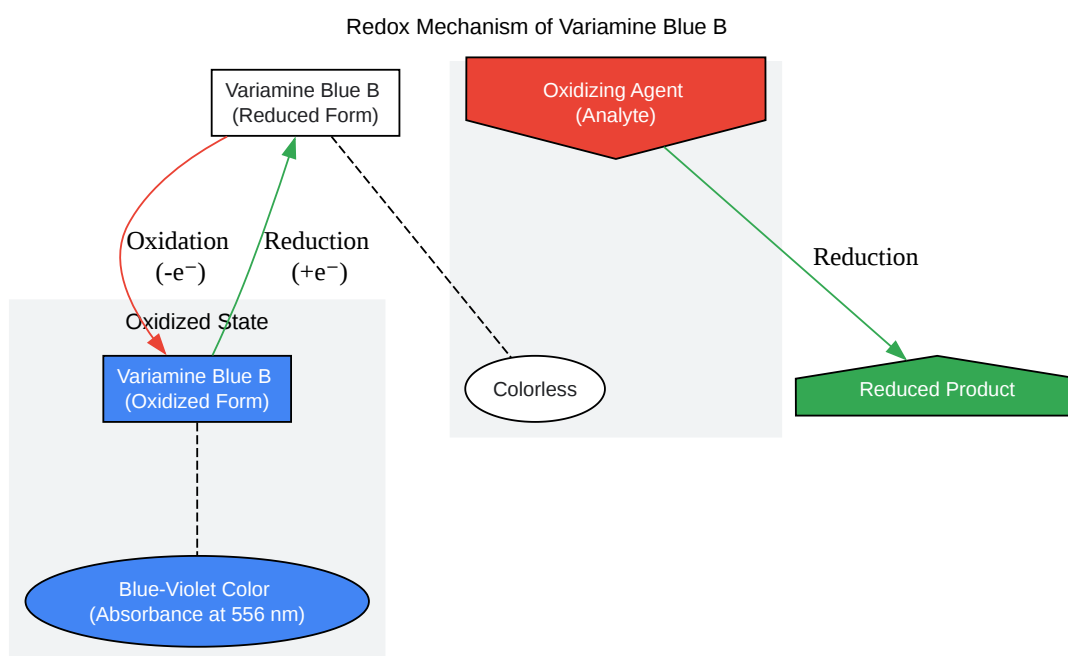 Redox Mechanism of Variamine Blue B
Variamine Blue B
(Reduced Form)
Oxidizing Agent
(Analyte)
Oxidation
(-e⁻)
Reduction
(+e⁻)
Reduction
Oxidized State
Variamine Blue B
(Oxidized Form)
Colorless
Reduced Product
Blue-Violet Color
(Absorbance at 556 nm)